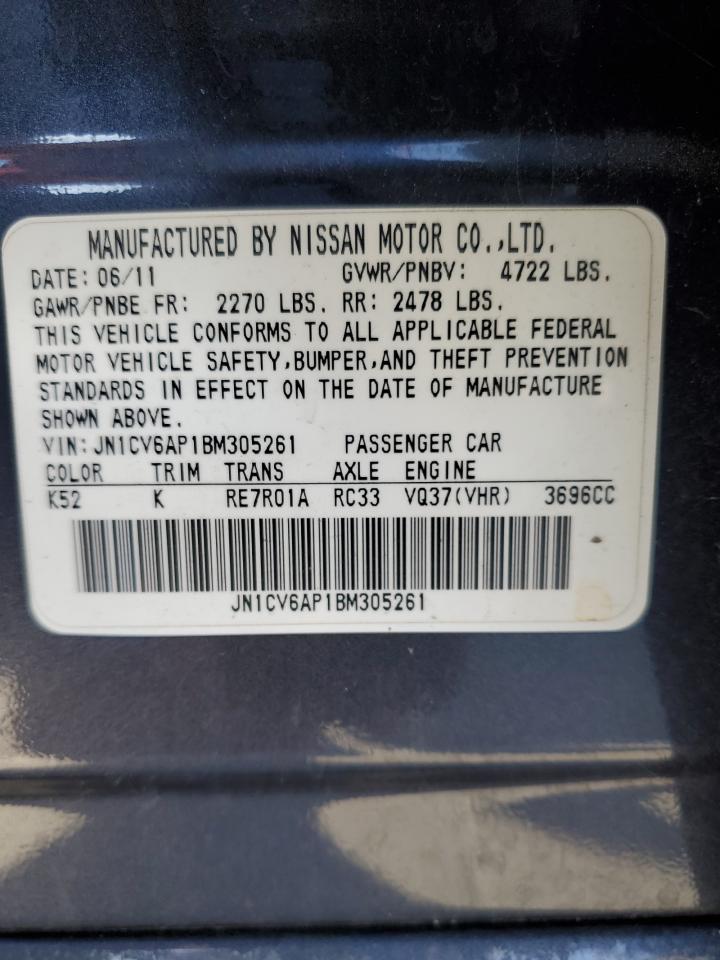 MANUFACTURED BY NISSAN MOTOR CO.,LTD.
DATE: 06/11 GVWR/PNBV: 4722 LBS.
GAWR/PNBE FR: 2270 LBS. RR: 2478 LBS.
THIS VEHICLE CONFORMS TO ALL APPLICABLE FEDERAL
MOTOR VEHICLE SAFETY,BUMPER,AND THEFT PREVENTION
STANDARDS IN EFFECT ON THE DATE OF MANUFACTURE
SHOWN ABOVE.
VIN:JN1CV6AP1BM305261 PASSENGER CAR
COLOR TRIM TRANS AXLE ENGINE
K52 K RE7R01A RC33 VQ37(VHR) 3696CC
JN1CV6AP1BM305261